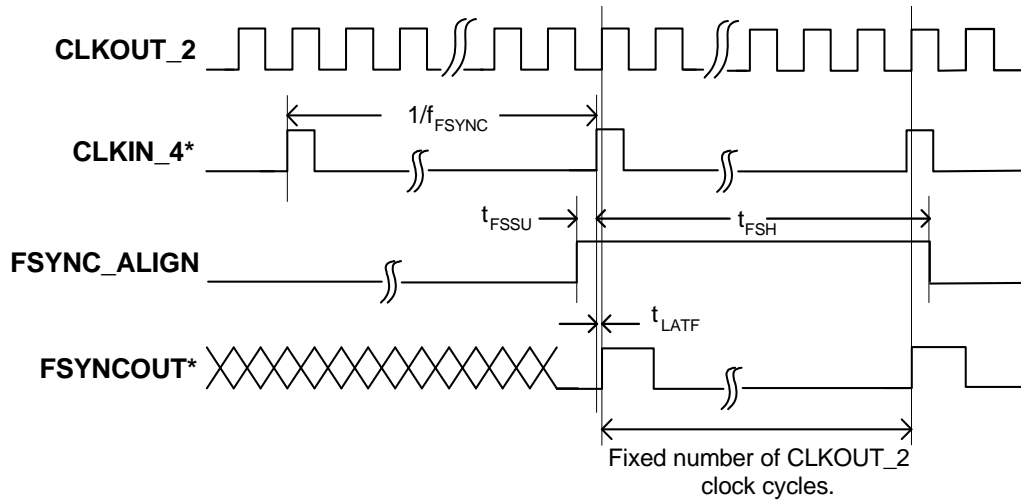 CLKOUT_2
1/fFSYNC
CLKIN_4*
tFSSU
tFSH
FSYNC_ALIGN
tLATF
FSYNCOUT*
Fixed number of CLKOUT_2
clock cycles.